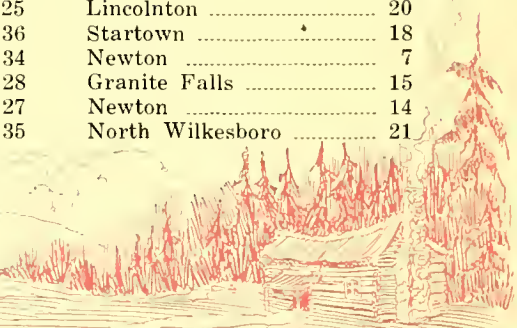 25 Lincolnton ................................ 20
36 Startown ................................ 18
34 Newton ................................ 7
28 Granite Falls ................................ 15
27 Newton ................................ 14
35 North Wilkesboro ................................ 21